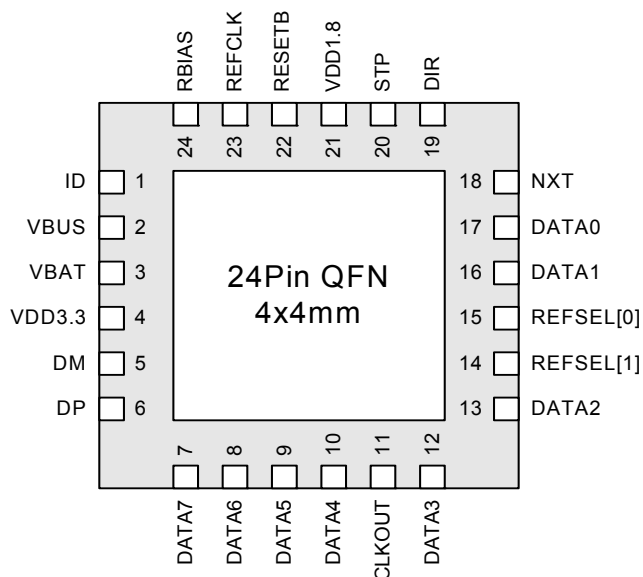 RBIAS
REFCLK
RESETB
VDD1.8
STP
DIR
24
23
22
21
20
19
ID 1
18 NXT
VBUS 2
17 DATA0
VBAT 3
16 DATA1
24Pin QFN
4x4mm
VDD3.3 4
15 REFSEL[0]
DM 5
14 REFSEL[1]
DP 6
13 DATA2
7
8
9
10
11
12
DATA7
DATA6
DATA5
DATA4
CLKOUT
DATA3